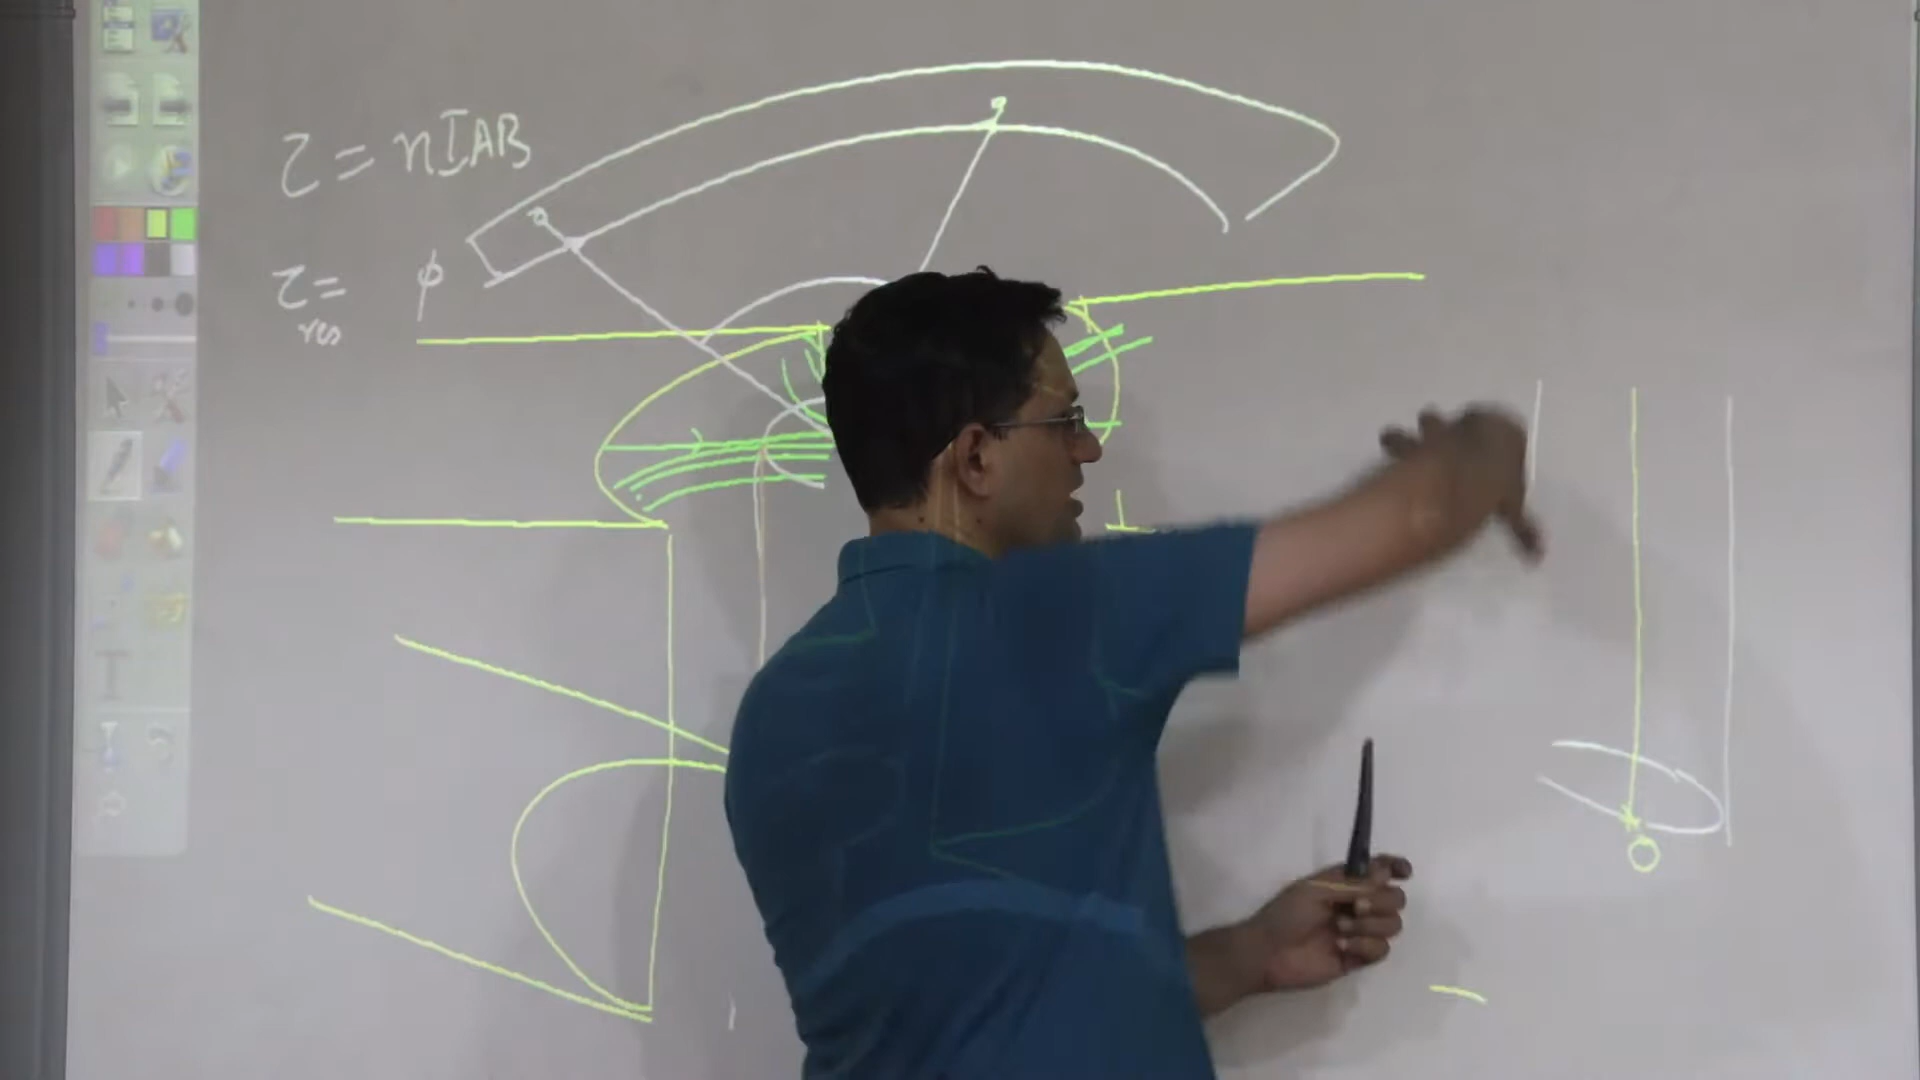 τ = nIAB
τ = ϕ
res